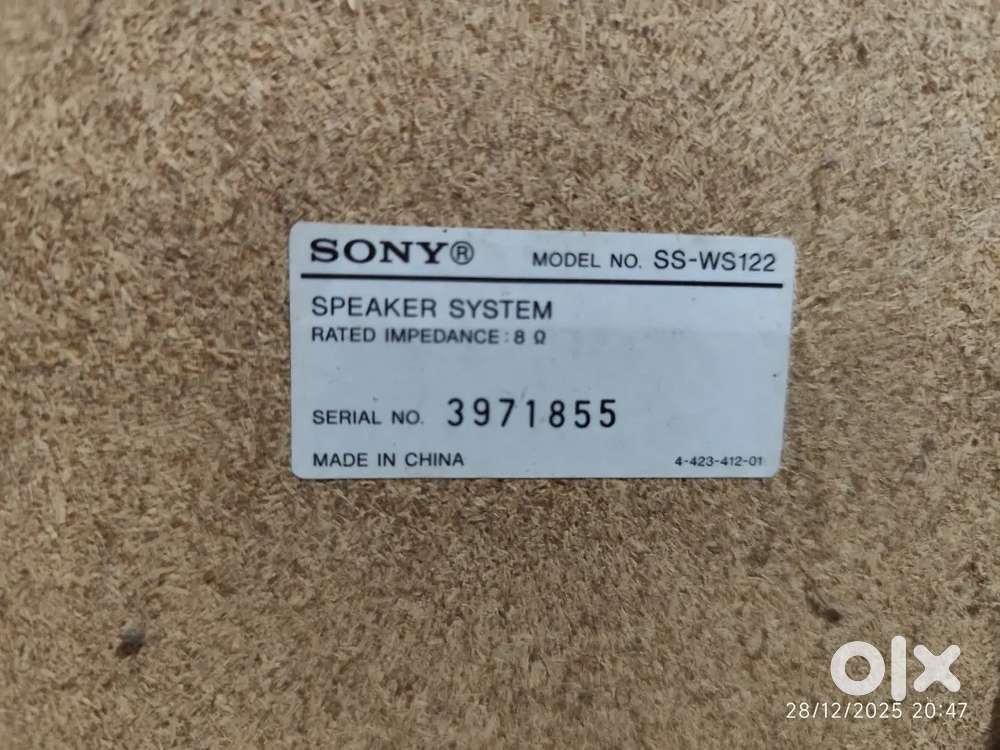 SONY® MODEL NO. SS-WS122
SPEAKER SYSTEM
RATED IMPEDANCE : 8 Ω
SERIAL NO. 3971855
MADE IN CHINA 4-423-412-01
olx
28/12/2025 20:47